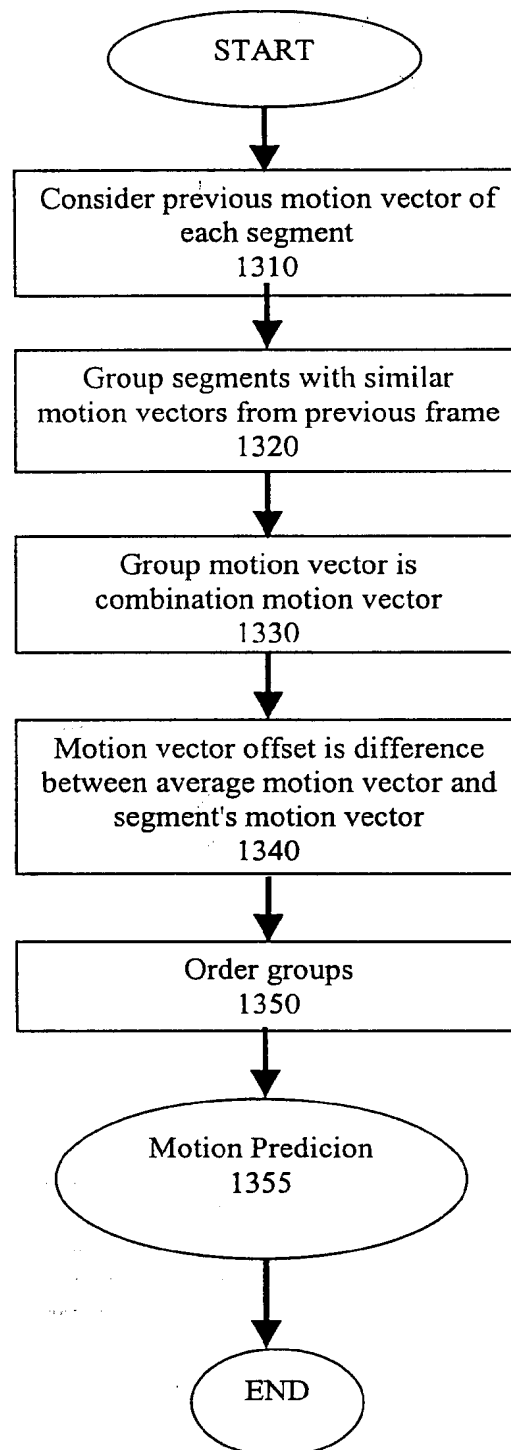 START
Consider previous motion vector of
each segment
1310
Group segments with similar
motion vectors from previous frame
1320
Group motion vector is
combination motion vector
1330
Motion vector offset is difference
between average motion vector and
segment's motion vector
1340
Order groups
1350
Motion Predicion
1355
END